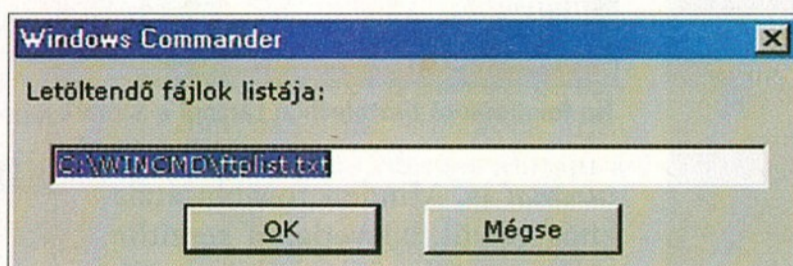 Windows Commander
Letöltendő fájlok listája:
C:\WINCMD\ftplist.txt
OK
Mégse